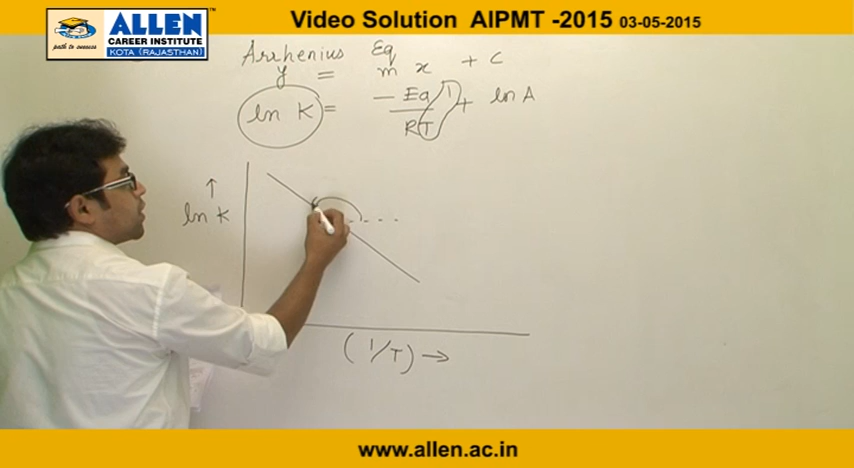 Video Solution AIPMT -2015 03-05-2015
ALLEN
CAREER INSTITUTE
KOTA (RAJASTHAN)
path to success
TM
Arrhenius Eq
y = m x + C
ln K = - Ea 1 + ln A
RT
↑
ln K
(1/T) →
www.allen.ac.in